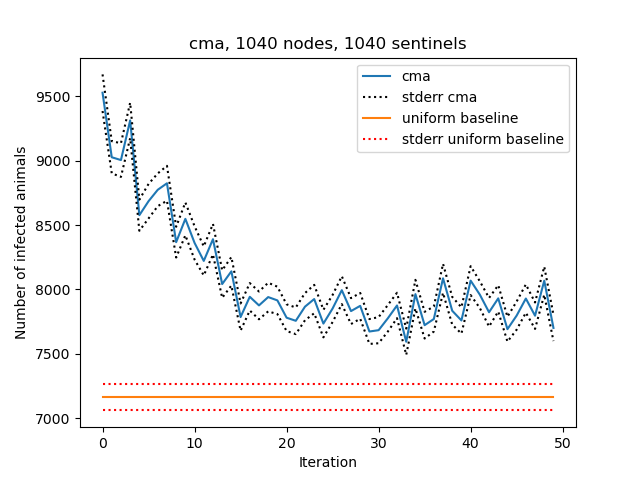 cma, 1040 nodes, 1040 sentinels
cma
stderr cma
uniform baseline
stderr uniform baseline
Number of infected animals
9500
9000
8500
8000
7500
7000
0 10 20 30 40 50
Iteration